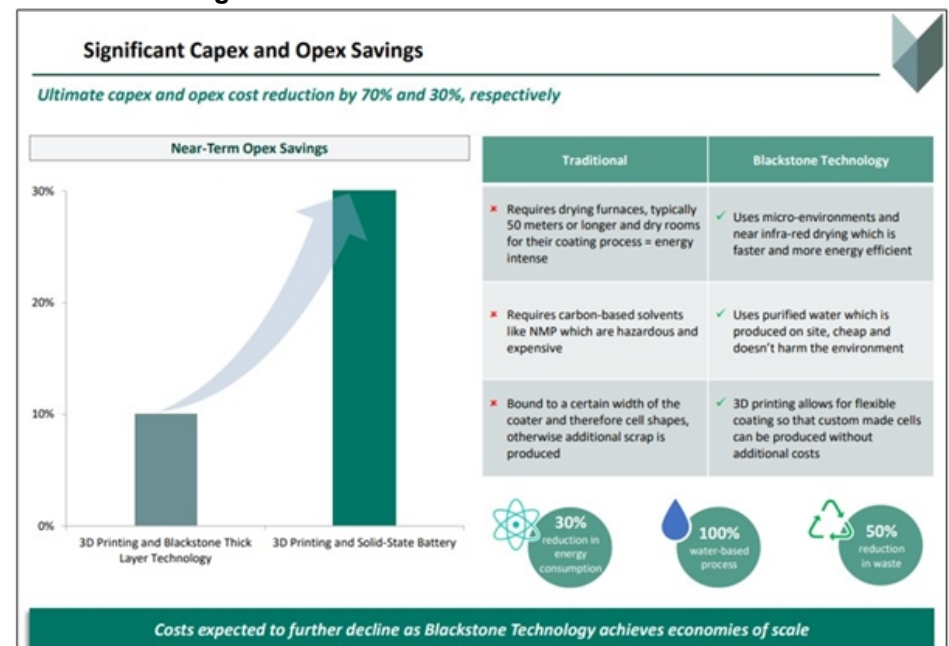 Significant Capex and Opex Savings
Ultimate capex and opex cost reduction by 70% and 30%, respectively
Near-Term Opex Savings
30%
20%
10%
0%
3D Printing and Blackstone Thick
Layer Technology
3D Printing and Solid-State Battery
Traditional
Blackstone Technology
× Requires drying furnaces, typically
50 meters or longer and dry rooms
for their coating process = energy
intense
✓ Uses micro-environments and
near infra-red drying which is
faster and more energy efficient
× Requires carbon-based solvents
like NMP which are hazardous and
expensive
✓ Uses purified water which is
produced on site, cheap and
doesn't harm the environment
× Bound to a certain width of the
coater and therefore cell shapes,
otherwise additional scrap is
produced
✓ 3D printing allows for flexible
coating so that custom made cells
can be produced without
additional costs
30%
reduction in
energy
consumption
100%
water-based
process
50%
reduction
in waste
Costs expected to further decline as Blackstone Technology achieves economies of scale